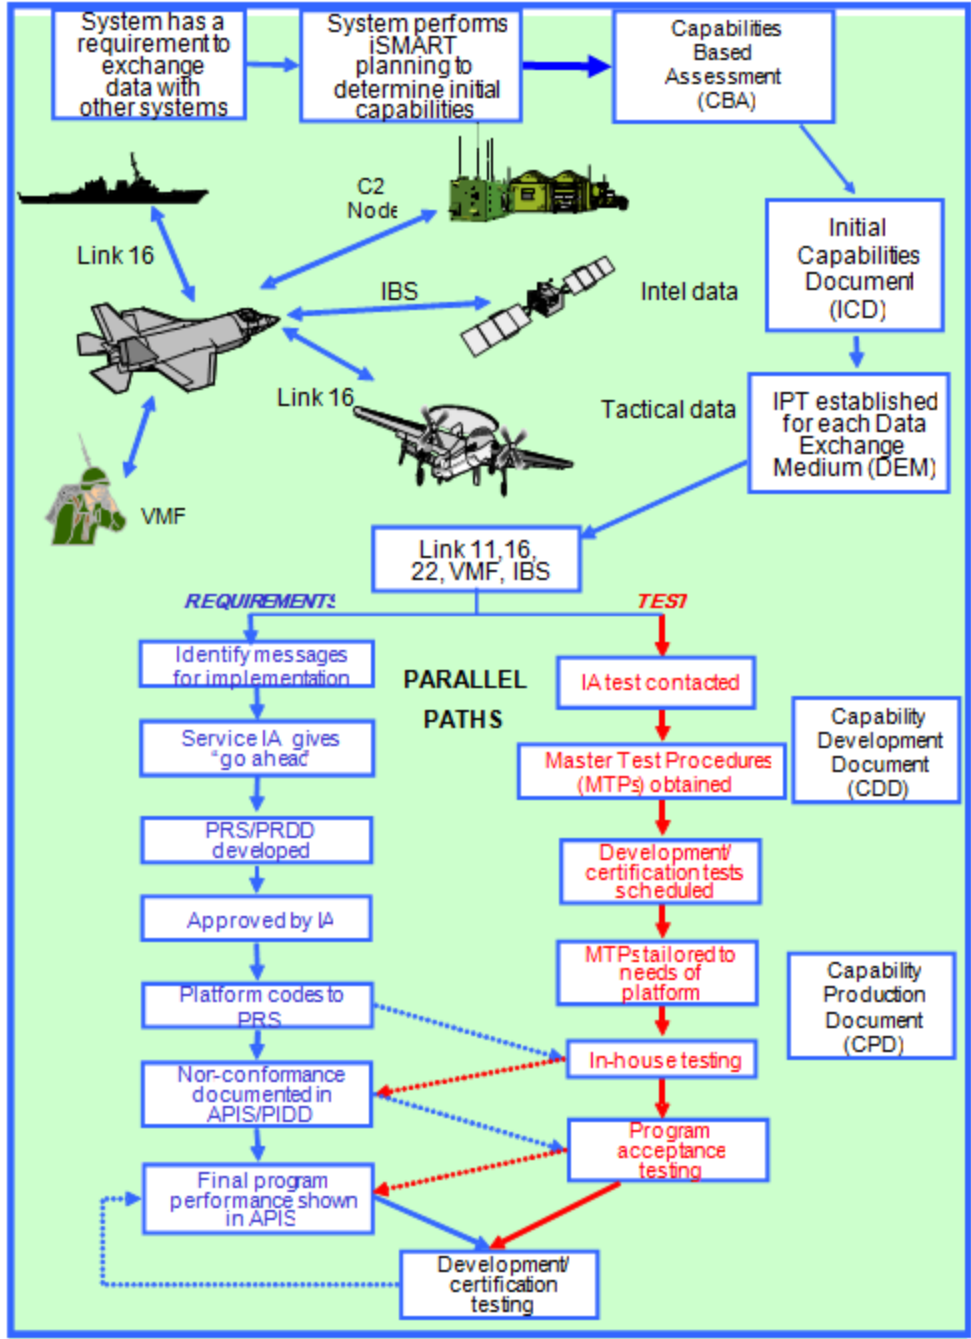 System has a
requirement to
exchange
data with
other systems
System performs
iSMART
planning to
determine initial
capabilities
Capabilities
Based
Assessment
(CBA)
C2
Node
Link 16
IBS
Intel data
Initial
Capabilities
Document
(ICD)
Link 16
Tactical data
IPT established
for each Data
Exchange
Medium (DEM)
VMF
Link 11,16,
22, VMF, IBS
REQUIREMENTS
TEST
PARALLEL
PATHS
Identify messages
for implementation
Service IA gives
"go ahead"
PRS/PRDD
developed
Approved by IA
Platform codes to
PRS
Non-conformance
documented in
APIS/PIDD
Final program
performance shown
in APIS
IA test contacted
Master Test Procedures
(MTPs) obtained
Development/
certification tests
scheduled
MTPs tailored to
needs of
platform
In-house testing
Program
acceptance
testing
Capability
Development
Document
(CDD)
Capability
Production
Document
(CPD)
Development/
certification
testing